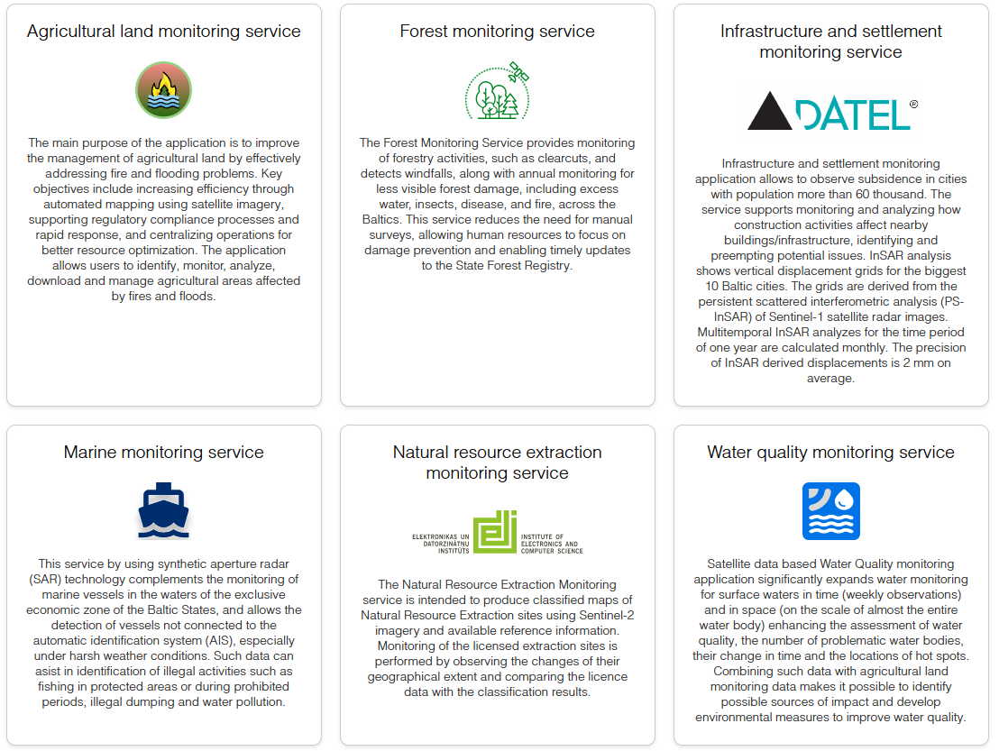 Agricultural land monitoring service
The main purpose of the application is to improve
the management of agricultural land by effectively
addressing fire and flooding problems. Key
objectives include increasing efficiency through
automated mapping using satellite imagery,
supporting regulatory compliance processes and
rapid response, and centralizing operations for
better resource optimization. The application
allows users to identify, monitor, analyze,
download and manage agricultural areas affected
by fires and floods.
Forest monitoring service
The Forest Monitoring Service provides monitoring
of forestry activities, such as clearcuts, and
detects windfalls, along with annual monitoring for
less visible forest damage, including excess
water, insects, disease, and fire, across the
Baltics. This service reduces the need for manual
surveys, allowing human resources to focus on
damage prevention and enabling timely updates
to the State Forest Registry.
Infrastructure and settlement
monitoring service
DATEL®
Infrastructure and settlement monitoring
application allows to observe subsidence in cities
with population more than 60 thousand. The
service supports monitoring and analyzing how
construction activities affect nearby
buildings/infrastructure, identifying and
preempting potential issues. InSAR analysis
shows vertical displacement grids for the biggest
10 Baltic cities. The grids are derived from the
persistent scattered interferometric analysis (PS-
InSAR) of Sentinel-1 satellite radar images.
Multitemporal InSAR analyzes for the time period
of one year are calculated monthly. The precision
of InSAR derived displacements is 2 mm on
average.
Marine monitoring service
This service by using synthetic aperture radar
(SAR) technology complements the monitoring of
marine vessels in the waters of the exclusive
economic zone of the Baltic States, and allows the
detection of vessels not connected to the
automatic identification system (AIS), especially
under harsh weather conditions. Such data can
asist in identification of illegal activities such as
fishing in protected areas or during prohibited
periods, illegal dumping and water pollution.
Natural resource extraction
monitoring service
ELEKTRONIKAS UN
DATORZINĀTŅU
INSTITŪTS
edi
INSTITUTE OF
ELECTRONICS AND
COMPUTER SCIENCE
The Natural Resource Extraction Monitoring
service is intended to produce classified maps of
Natural Resource Extraction sites using Sentinel-2
imagery and available reference information.
Monitoring of the licensed extraction sites is
performed by observing the changes of their
geographical extent and comparing the licence
data with the classification results.
Water quality monitoring service
Satellite data based Water Quality monitoring
application significantly expands water monitoring
for surface waters in time (weekly observations)
and in space (on the scale of almost the entire
water body) enhancing the assessment of water
quality, the number of problematic water bodies,
their change in time and the locations of hot spots.
Combining such data with agricultural land
monitoring data makes it possible to identify
possible sources of impact and develop
environmental measures to improve water quality.